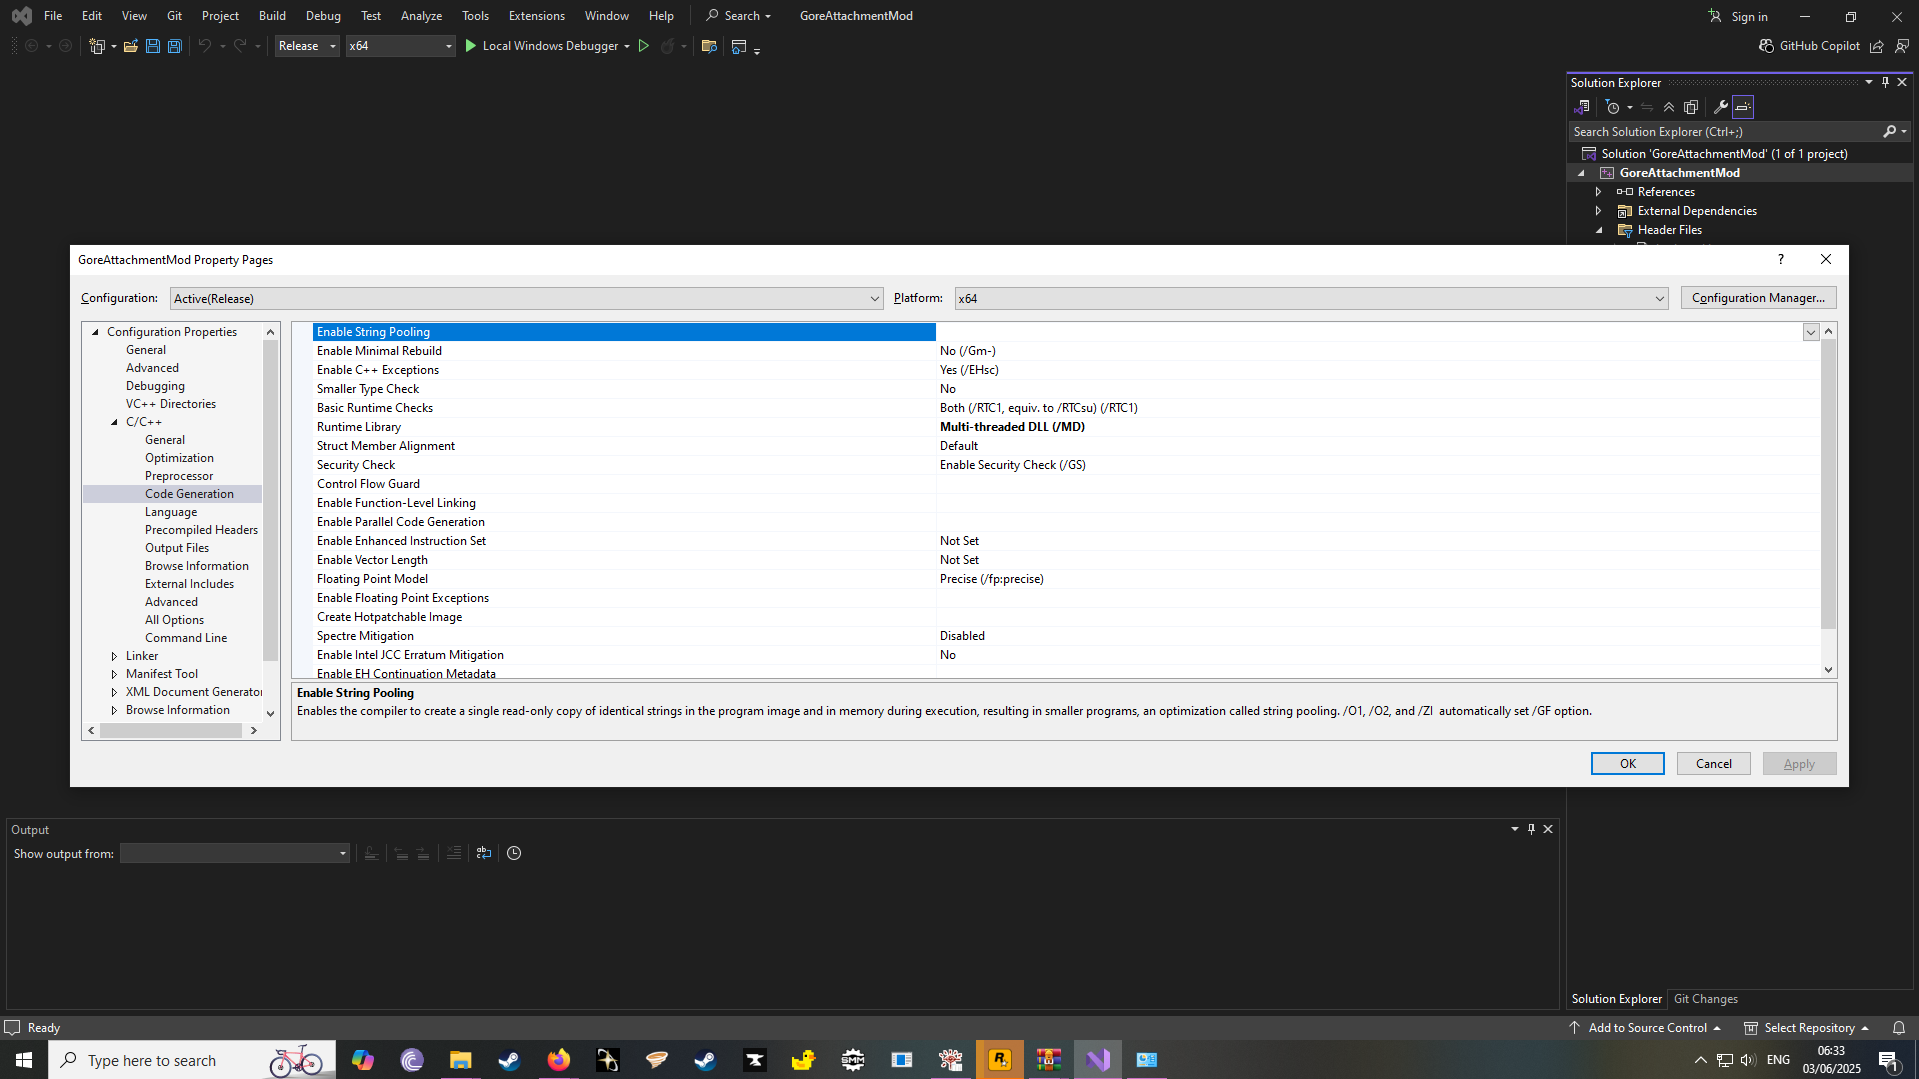 File Edit View Git Project Build Debug Test Analyze Tools Extensions Window Help Search GoreAttachmentMod Sign in
Release x64 Local Windows Debugger GitHub Copilot
Solution Explorer
Search Solution Explorer (Ctrl+;)
Solution 'GoreAttachmentMod' (1 of 1 project)
GoreAttachmentMod
References
External Dependencies
Header Files
GoreAttachmentMod Property Pages ?
Configuration: Active(Release) Platform: x64 Configuration Manager...
Configuration Properties
General
Advanced
Debugging
VC++ Directories
C/C++
General
Optimization
Preprocessor
Code Generation
Language
Precompiled Headers
Output Files
Browse Information
External Includes
Advanced
All Options
Command Line
Linker
Manifest Tool
XML Document Generator
Browse Information
Enable String Pooling
Enable Minimal Rebuild No (/Gm-)
Enable C++ Exceptions Yes (/EHsc)
Smaller Type Check No
Basic Runtime Checks Both (/RTC1, equiv. to /RTCsu) (/RTC1)
Runtime Library Multi-threaded DLL (/MD)
Struct Member Alignment Default
Security Check Enable Security Check (/GS)
Control Flow Guard
Enable Function-Level Linking
Enable Parallel Code Generation
Enable Enhanced Instruction Set Not Set
Enable Vector Length Not Set
Floating Point Model Precise (/fp:precise)
Enable Floating Point Exceptions
Create Hotpatchable Image
Spectre Mitigation Disabled
Enable Intel JCC Erratum Mitigation No
Enable EH Continuation Metadata
Enable String Pooling
Enables the compiler to create a single read-only copy of identical strings in the program image and in memory during execution, resulting in smaller programs, an optimization called string pooling. /O1, /O2, and /ZI automatically set /GF option.
OK Cancel Apply
Output
Show output from:
Solution Explorer Git Changes
Ready Add to Source Control Select Repository
Type here to search SMM R ENG 06:33
03/06/2025 1